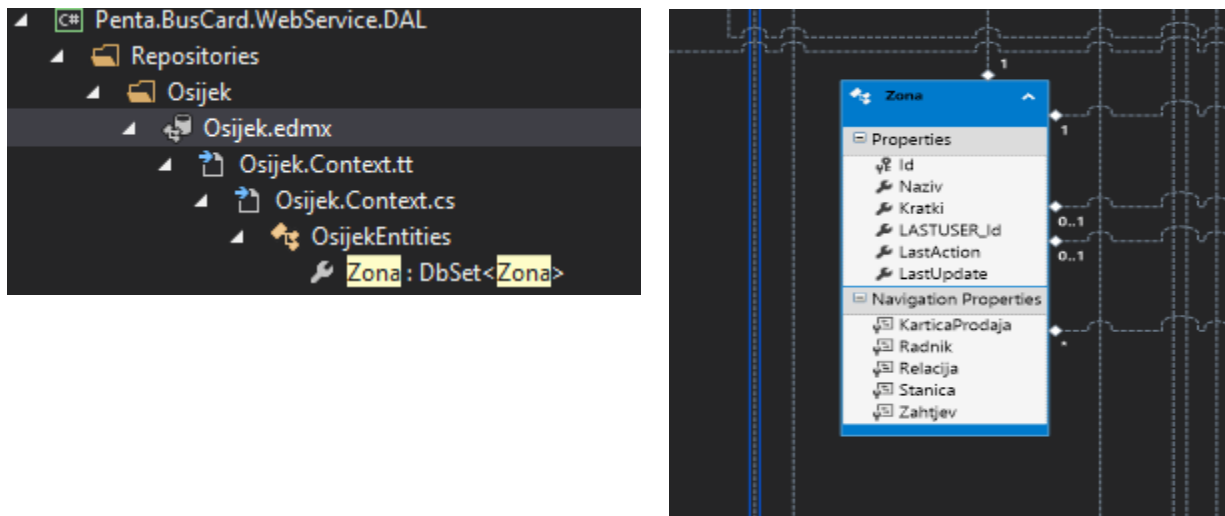 C# Penta.BusCard.WebService.DAL
Repositories
Osijek
Osijek.edmx
Osijek.Context.tt
Osijek.Context.cs
OsijekEntities
Zona : DbSet<Zona>
1
Zona
1
Properties
Id
Naziv
Kratki
0..1
LASTUSER_Id
LastAction
0..1
LastUpdate
Navigation Properties
KarticaProdaja
*
Radnik
Relacija
Stanica
Zahtjev